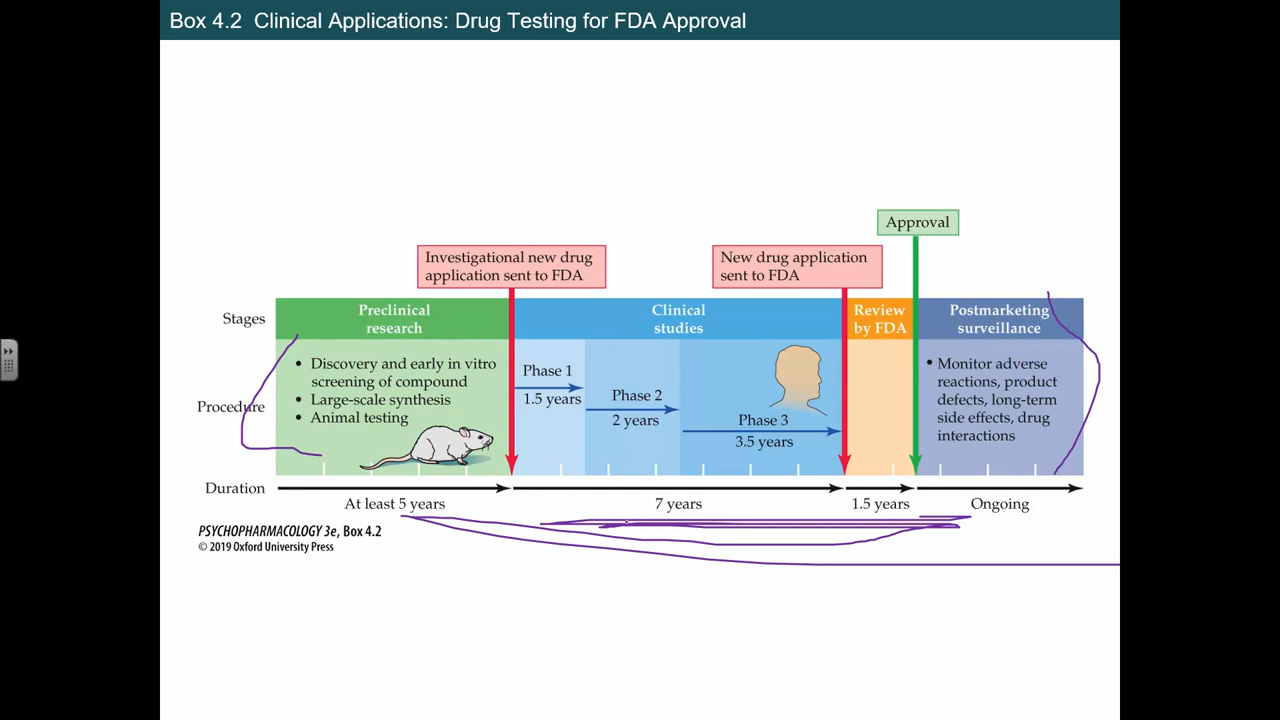 Box 4.2 Clinical Applications: Drug Testing for FDA Approval
Approval
Investigational new drug
application sent to FDA
New drug application
sent to FDA
Stages
Preclinical
research
Clinical
studies
Review
by FDA
Postmarketing
surveillance
Procedure
• Discovery and early in vitro
screening of compound
• Large-scale synthesis
• Animal testing
Phase 1
1.5 years
Phase 2
2 years
Phase 3
3.5 years
• Monitor adverse
reactions, product
defects, long-term
side effects, drug
interactions
Duration
At least 5 years
7 years
1.5 years
Ongoing
PSYCHOPHARMACOLOGY 3e, Box 4.2
© 2019 Oxford University Press